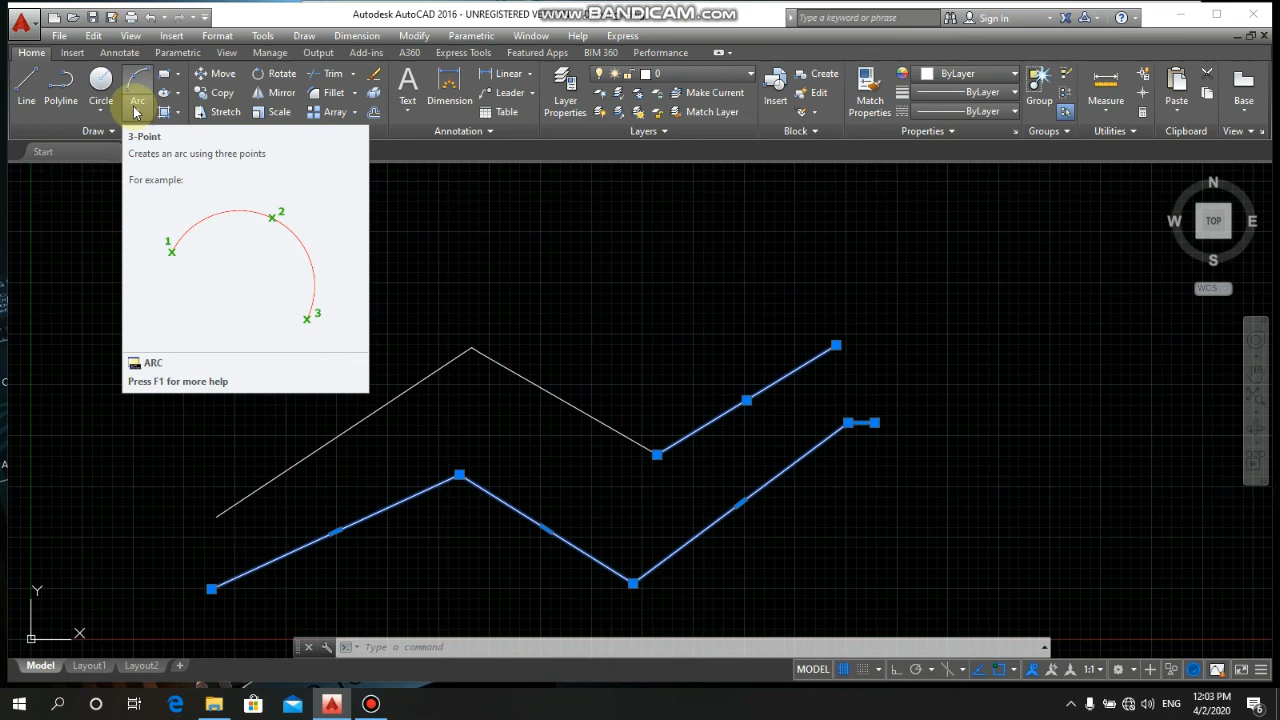 Autodesk AutoCAD 2016 - UNREGISTERED VE
www.BANDICAM.com
Type a keyword or phrase
Sign In
File Edit View Insert Format Tools Draw Dimension Modify Parametric Window Help Express
Home Insert Annotate Parametric View Manage Output Add-ins A360 Express Tools Featured Apps BIM 360 Performance
Line Polyline Circle Arc
Move Rotate Trim
Copy Mirror Fillet
Stretch Scale Array
Text Dimension
Linear
Leader
Table
Layer Properties
0
Make Current
Match Layer
Insert
Create
Edit
Match Properties
ByLayer
ByLayer
ByLayer
Group
Measure
Paste
Base
Draw Annotation Layers Block Properties Groups Utilities Clipboard View
Start
3-Point
Creates an arc using three points
For example:
1
2
3
ARC
Press F1 for more help
N
W TOP E
S
WCS
Y
X
Type a command
Model Layout1 Layout2 +
MODEL
1:1
ENG
12:03 PM
4/2/2020
6